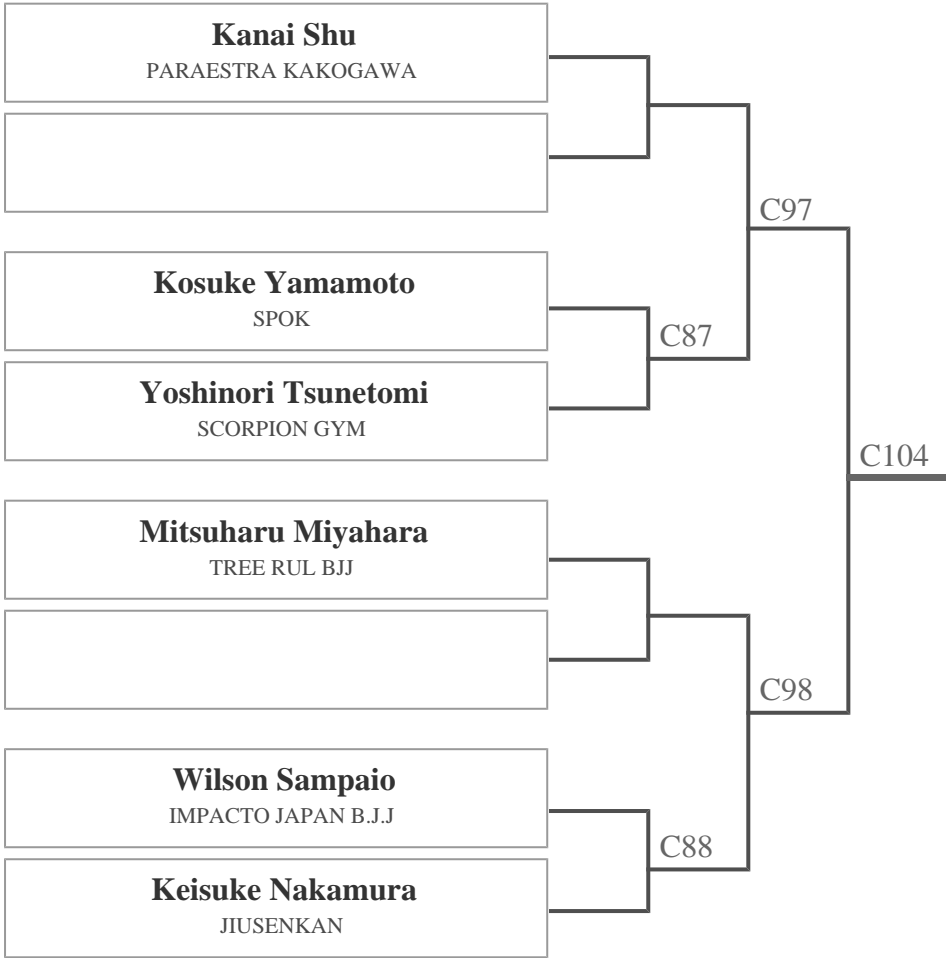 Kanai Shu
PARAESTRA KAKOGAWA
C97
Kosuke Yamamoto
SPOK
C87
Yoshinori Tsunetomi
SCORPION GYM
C104
Mitsuharu Miyahara
TREE RUL BJJ
C98
Wilson Sampaio
IMPACTO JAPAN B.J.J
C88
Keisuke Nakamura
JIUSENKAN